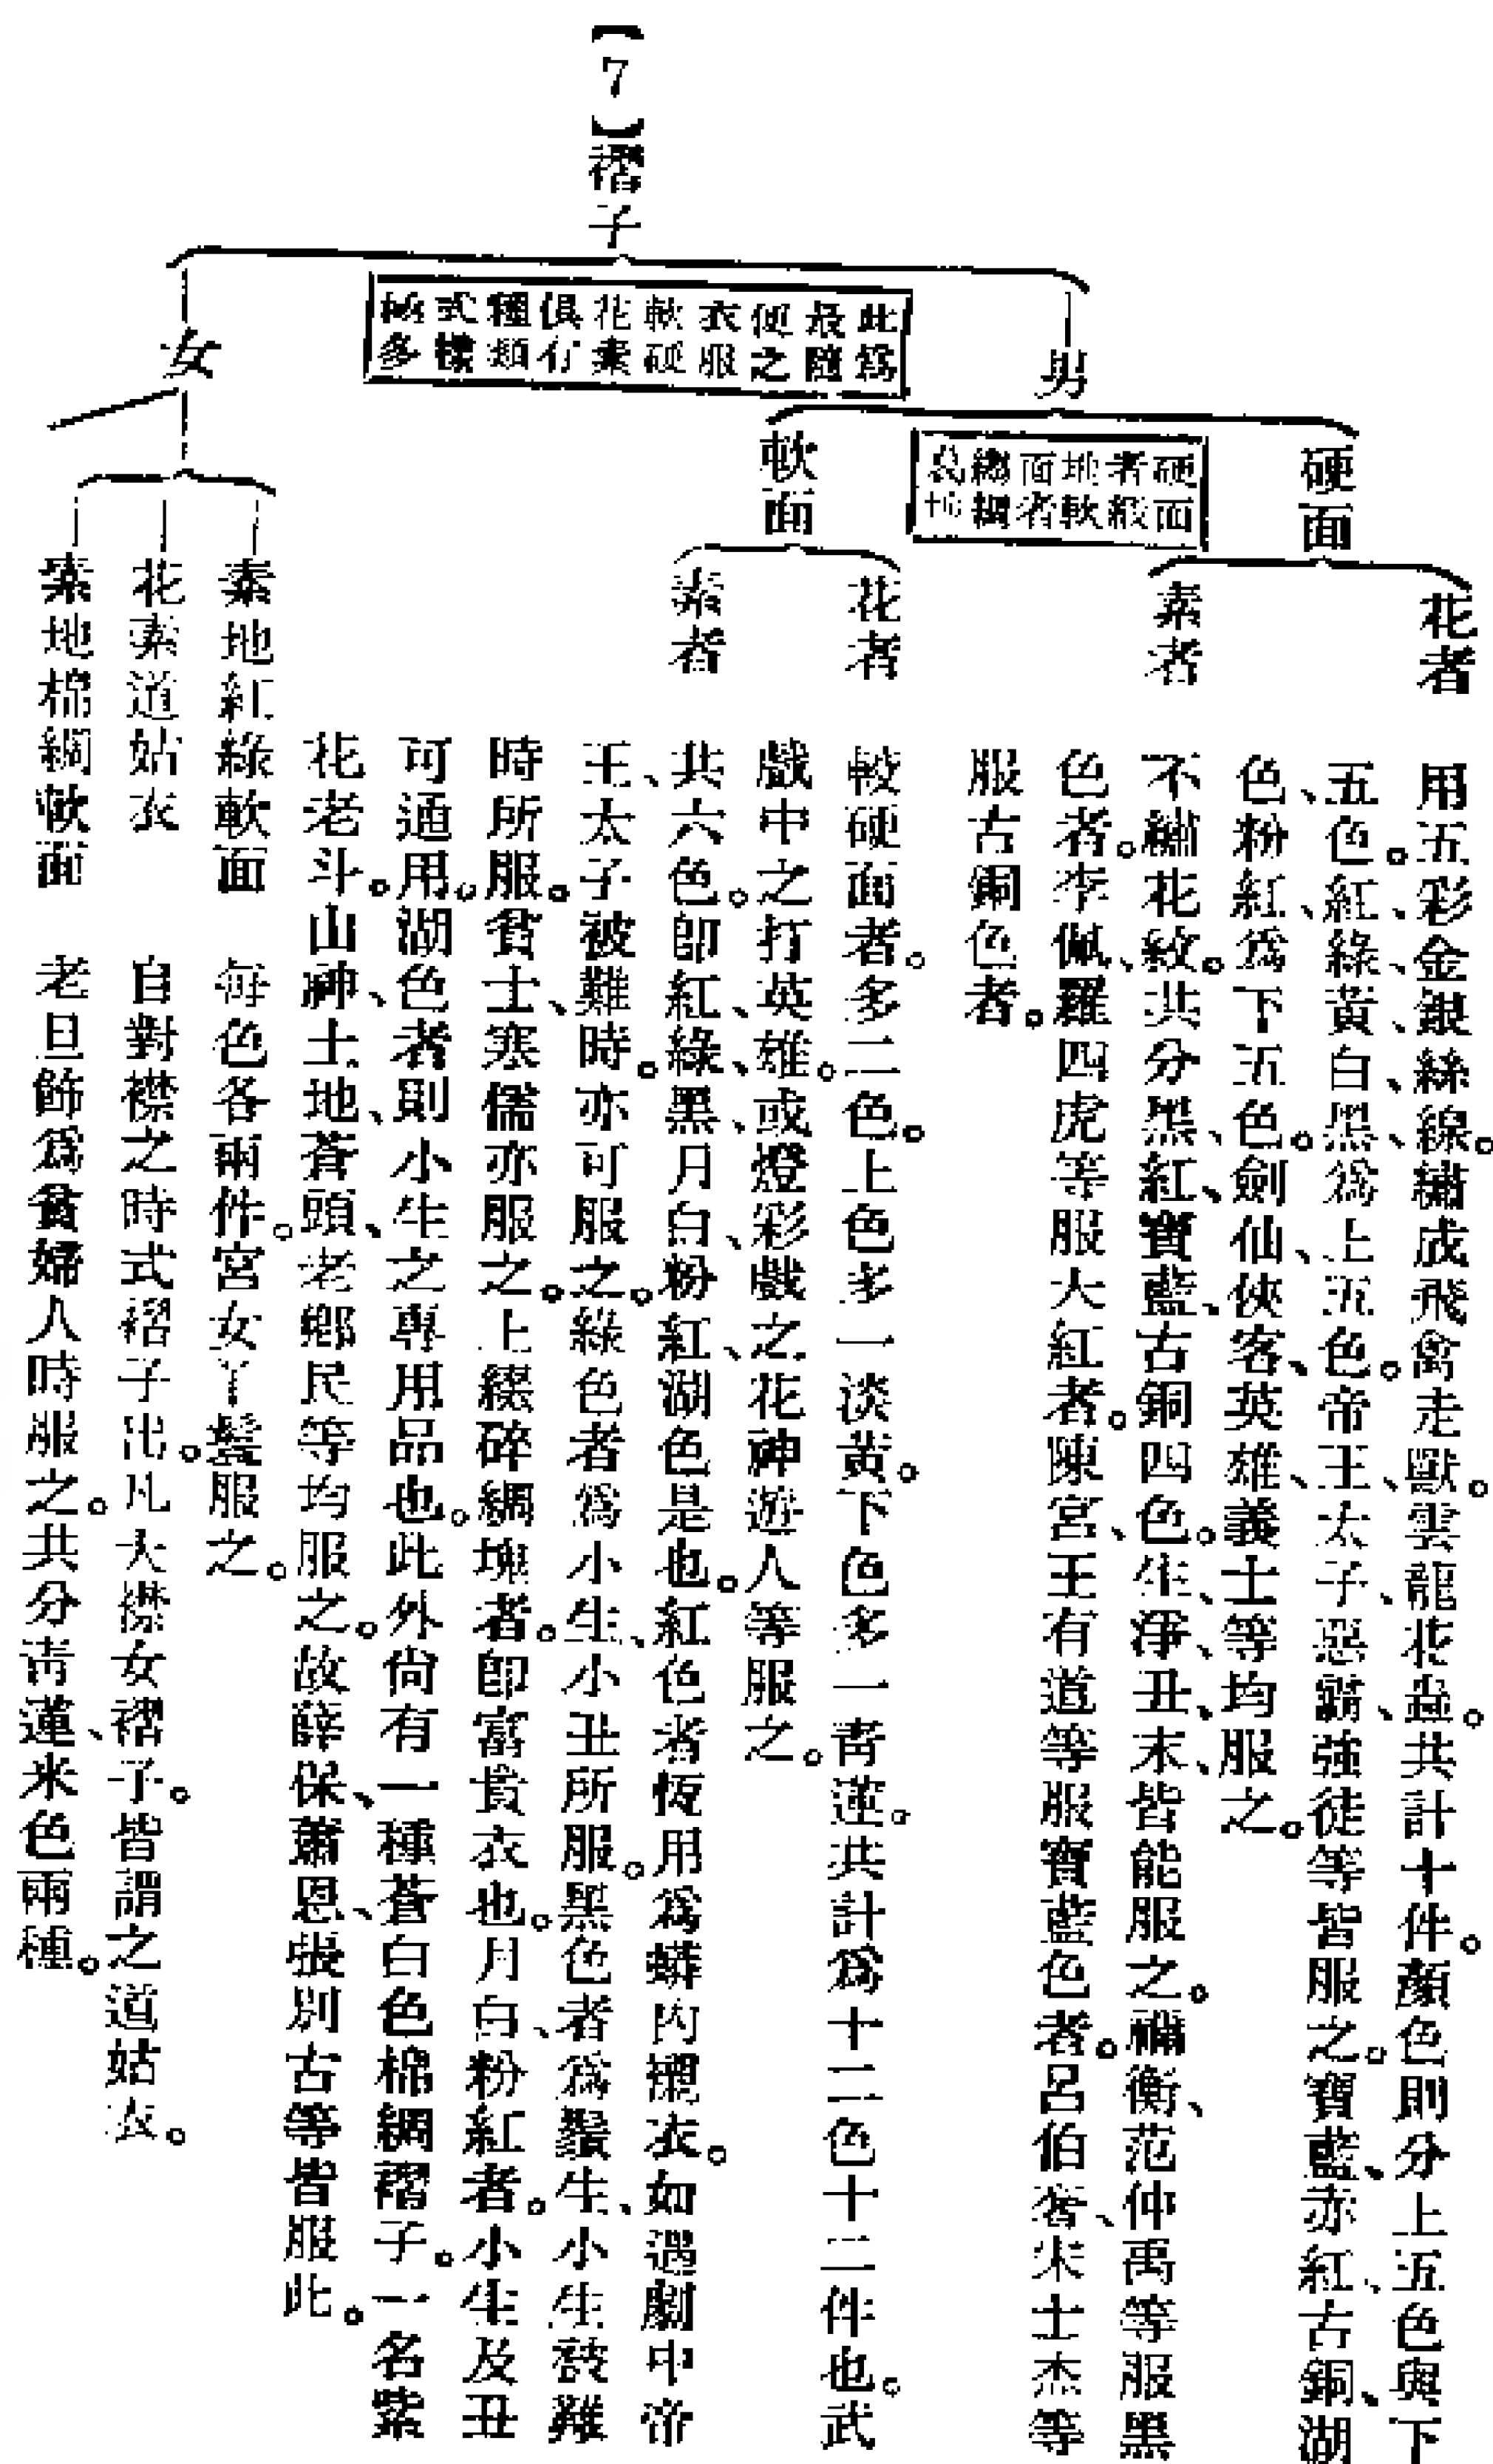 【7】褶子
此爲最隨便之衣服軟硬花素俱有種類式樣極多
男
硬面
硬面者緞地軟面者縐綢爲地
軟面
花者
用五彩金銀絲線。繡成飛禽走獸。雲龍花盆。共計十件。顏色則分上五色與下
五色。紅、綠、黃、白、黑、爲上五色。帝王、太子、惡霸、強徒等皆服之。寶藍、赤紅、古銅、湖
色、粉紅、爲下五色。劍仙、俠客、英雄、義士等均服之。
素者
不繡花紋。共分黑、紅、寶藍、古銅四色。生、淨、丑、末、皆能服之。禰衡、范仲禹等服黑
色者。李佩、羅四虎等服大紅者。陳宮、王有道等服寶藍色者。呂伯奢、宋士杰等
服古銅色者。
花者
較硬面者。多二色。上色多一淡黃。下色多一青蓮。共計爲十二色十二件也。武
戲中之打英雄。或燈彩戲之花神遊人等服之。
素者
共六色。即紅、綠、黑、月白、粉紅、湖色是也。紅色者恆用爲蟒內襯衣。如遇劇中帝
王、太子被難時。亦可服之。綠色者爲小生、小丑所服。黑色者爲鬚生、小生落難
時所服。貧士、寒儒亦服之。上綴碎綢塊者。即富貴衣也。月白、粉紅者。小生及丑
可通用。湖色者則小生之專用品也。此外尚有一種蒼白色棉綢褶子。一名紫
花老斗。山神、土地、蒼頭、老鄉民等均服之。故薛保、蕭恩、張別古等皆服此。
女
素地紅綠軟面
每色各兩件。宮女丫鬟服之。
花素道姑衣
自對襟之時式褶子出。凡大襟女褶子。皆謂之道姑衣。
素地棉綢軟面
老旦飾爲貧婦人時服之。共分青蓮、米色兩種。